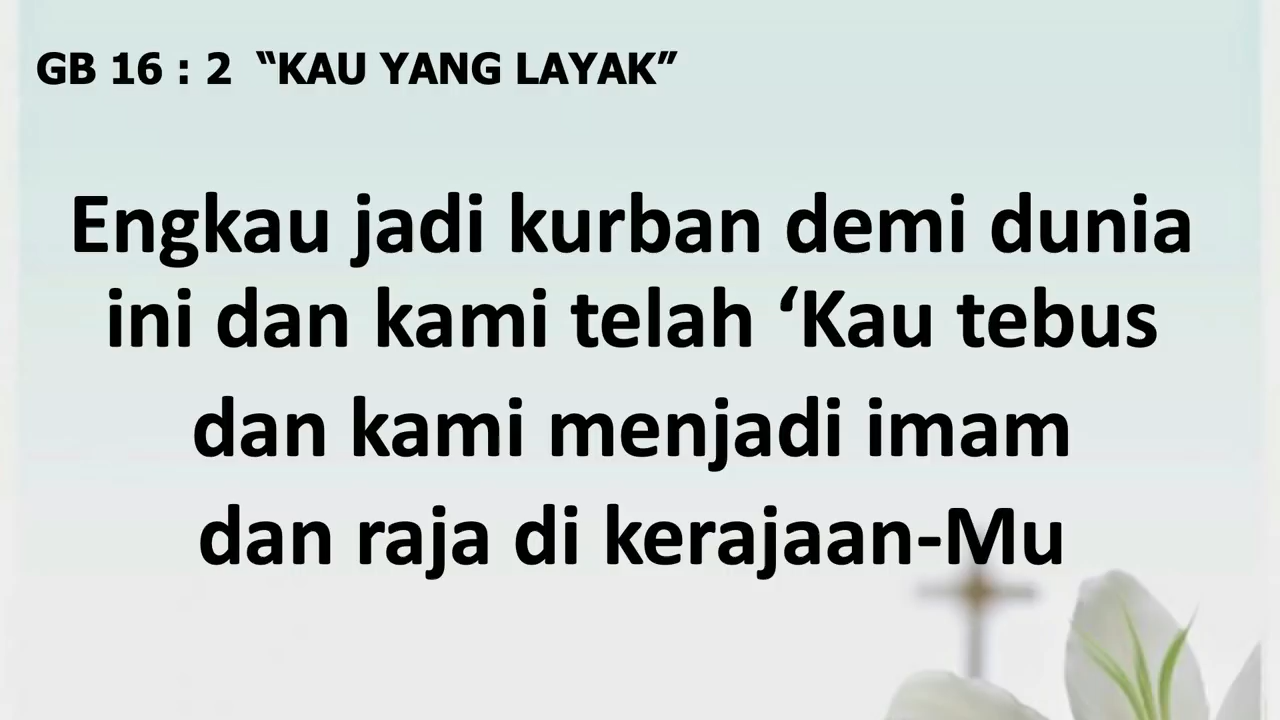 GB 16 : 2 “KAU YANG LAYAK”
Engkau jadi kurban demi dunia
ini dan kami telah ‘Kau tebus
dan kami menjadi imam
dan raja di kerajaan-Mu